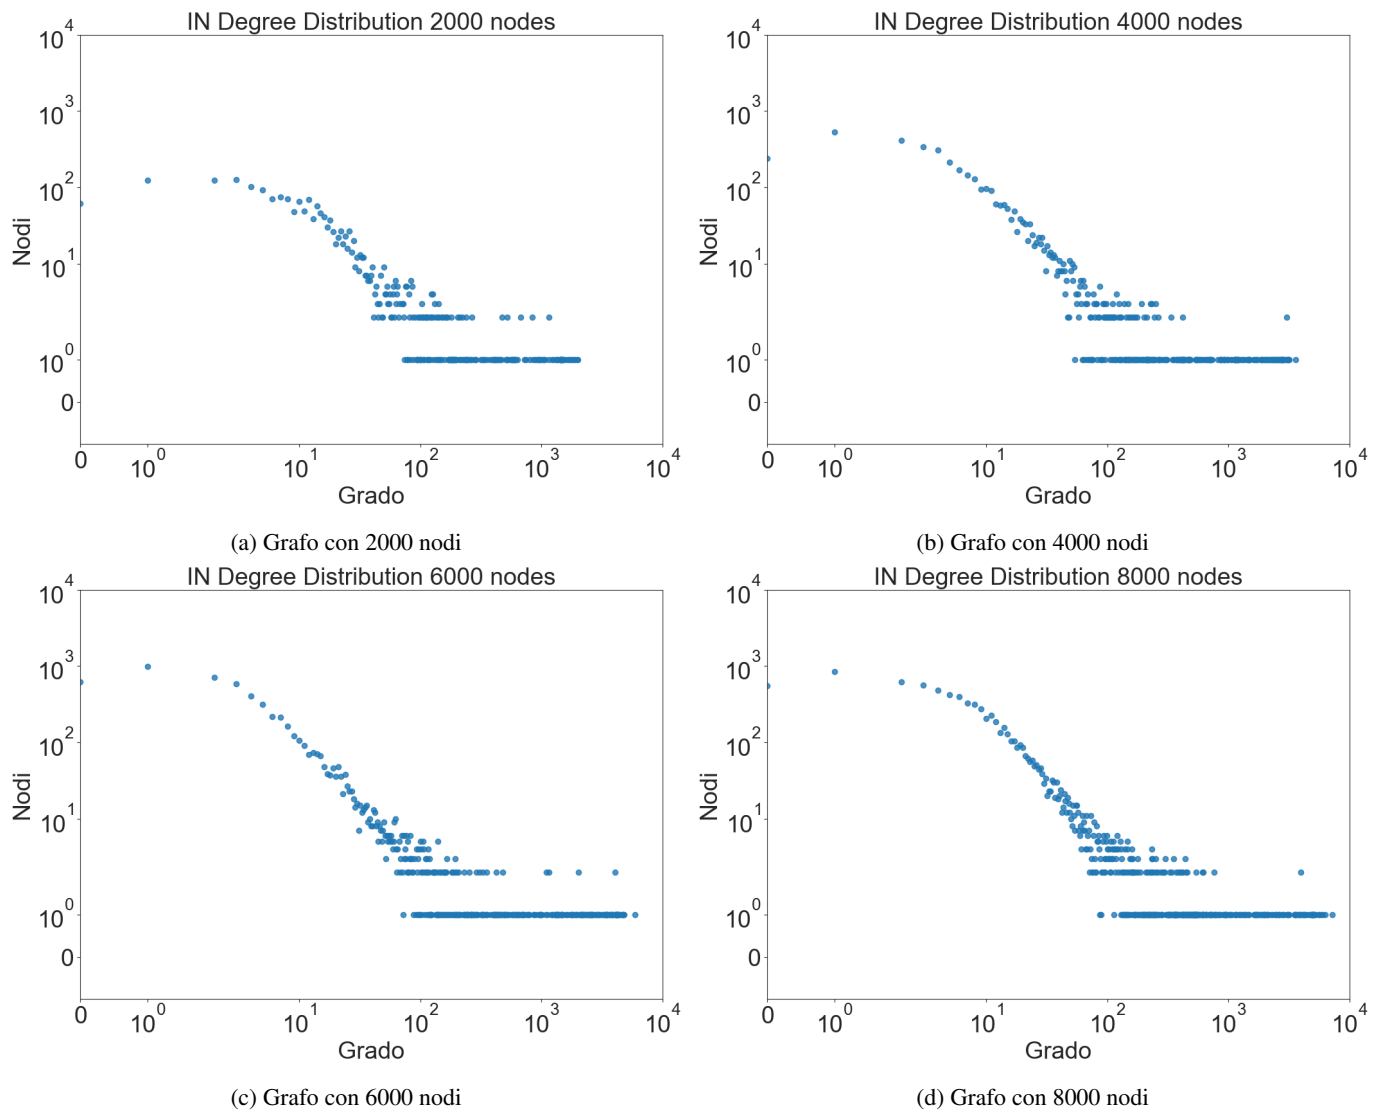 IN Degree Distribution 2000 nodes
10^4
10^3
10^2
10^1
10^0
0
Nodi
0 10^0 10^1 10^2 10^3 10^4
Grado
(a) Grafo con 2000 nodi
IN Degree Distribution 4000 nodes
10^4
10^3
10^2
10^1
10^0
0
Nodi
0 10^0 10^1 10^2 10^3 10^4
Grado
(b) Grafo con 4000 nodi
IN Degree Distribution 6000 nodes
10^4
10^3
10^2
10^1
10^0
0
Nodi
0 10^0 10^1 10^2 10^3 10^4
Grado
(c) Grafo con 6000 nodi
IN Degree Distribution 8000 nodes
10^4
10^3
10^2
10^1
10^0
0
Nodi
0 10^0 10^1 10^2 10^3 10^4
Grado
(d) Grafo con 8000 nodi